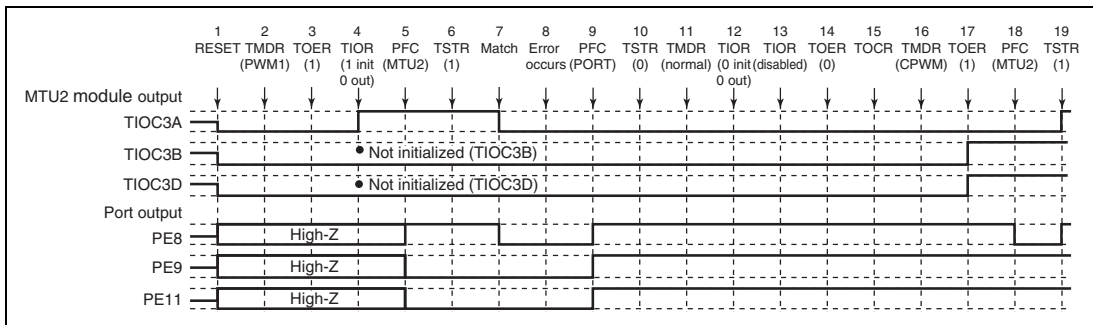 1 2 3 4 5 6 7 8 9 10 11 12 13 14 15 16 17 18 19
RESET TMDR TOER TIOR PFC TSTR Match Error PFC TSTR TMDR TIOR TIOR TOER TOCR TMDR TOER PFC TSTR
(PWM1) (1) (1 init (MTU2) (1) occurs (PORT) (0) (normal) (0 init (disabled) (0) (CPWM) (1) (MTU2) (1)
0 out) 0 out)
MTU2 module output
TIOC3A
TIOC3B • Not initialized (TIOC3B)
TIOC3D • Not initialized (TIOC3D)
Port output
PE8 High-Z
PE9 High-Z
PE11 High-Z